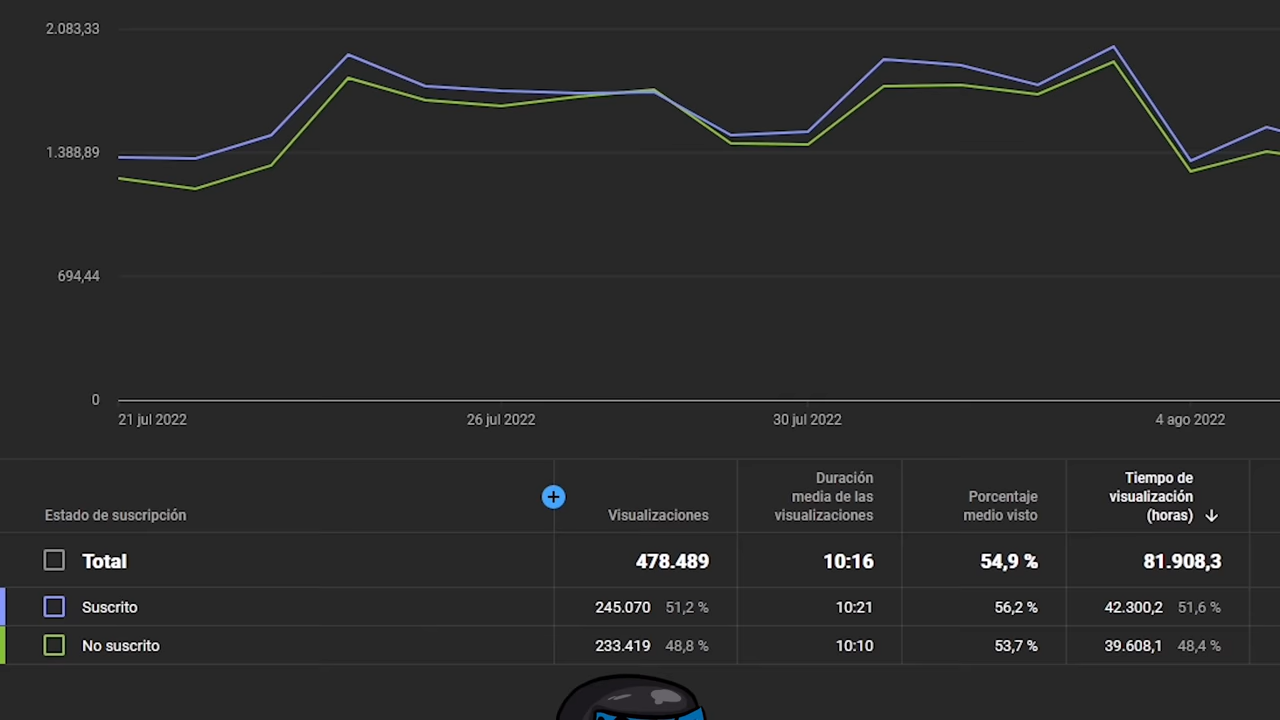 2.083,33
1.388,89
694,44
0
21 jul 2022 26 jul 2022 30 jul 2022 4 ago 2022
Estado de suscripción
Visualizaciones
Duración
media de las
visualizaciones
Porcentaje
medio visto
Tiempo de
visualización
(horas)
Total 478.489 10:16 54,9 % 81.908,3
Suscrito 245.070 51,2 % 10:21 56,2 % 42.300,2 51,6 %
No suscrito 233.419 48,8 % 10:10 53,7 % 39.608,1 48,4 %